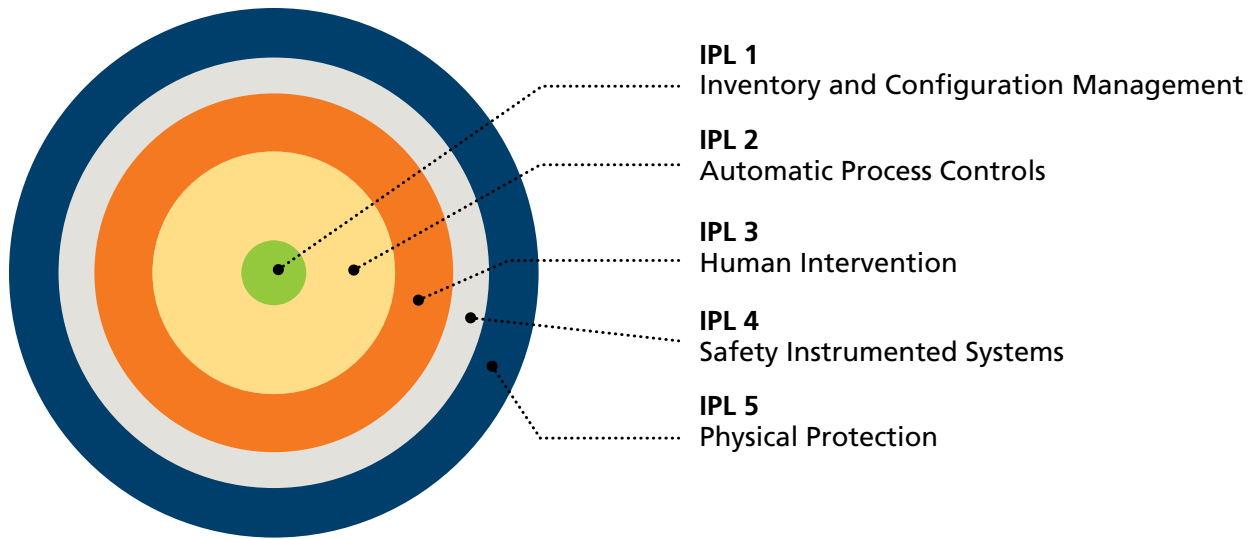 IPL 1
Inventory and Configuration Management
IPL 2
Automatic Process Controls
IPL 3
Human Intervention
IPL 4
Safety Instrumented Systems
IPL 5
Physical Protection